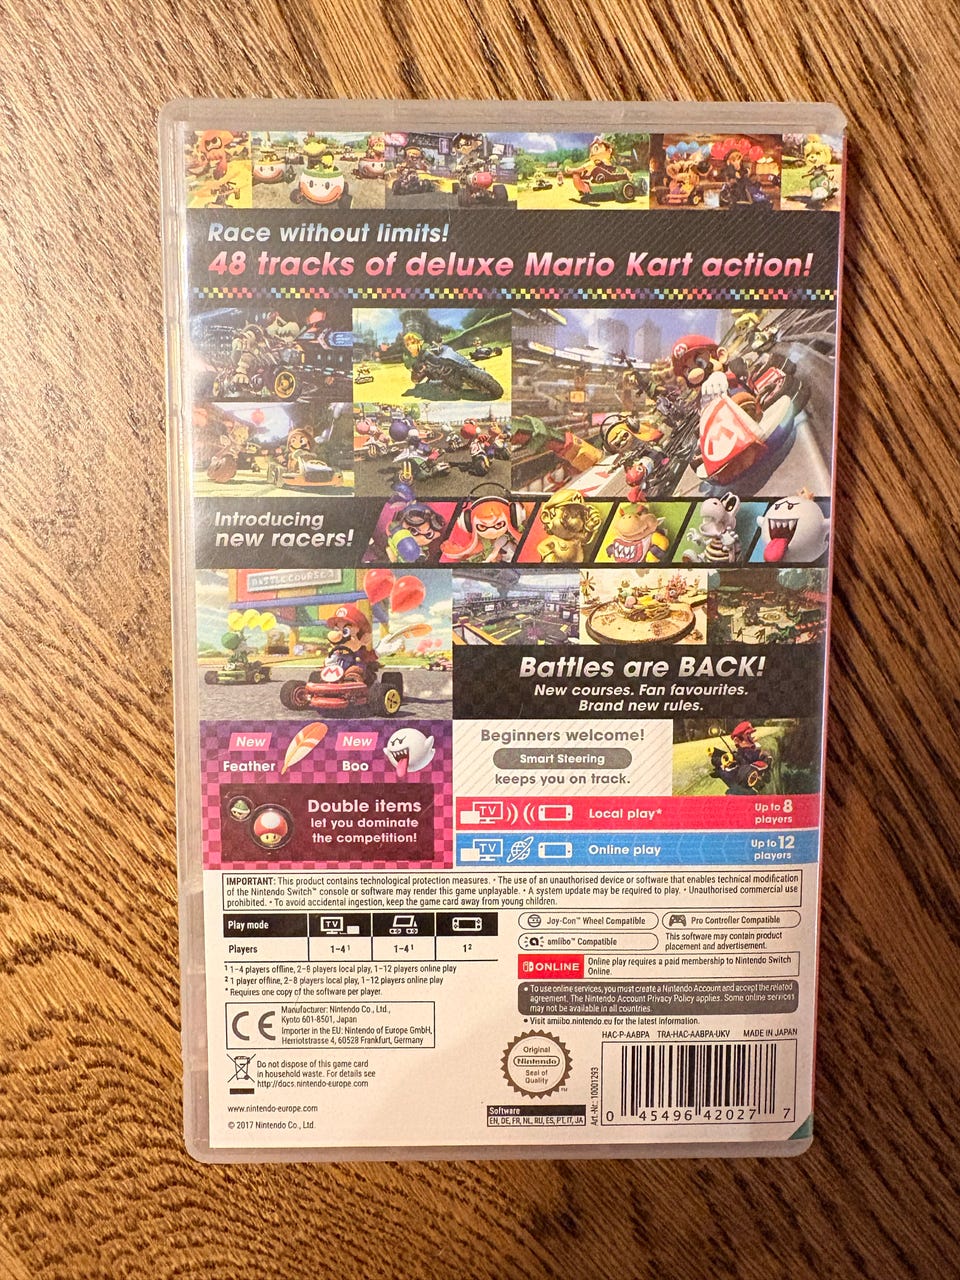 Race without limits!
48 tracks of deluxe Mario Kart action!
Introducing
new racers!
BATTLE COURSE 1
Battles are BACK!
New courses. Fan favourites.
Brand new rules.
New
Feather
New
Boo
Double items
let you dominate
the competition!
Beginners welcome!
Smart Steering
keeps you on track.
TV
Local play*
Up to 8
players
TV
Online play
Up to 12
players
IMPORTANT: This product contains technological protection measures. • The use of an unauthorised device or software that enables technical modification
of the Nintendo Switch™ console or software may render this game unplayable. • A system update may be required to play. • Unauthorised commercial use
prohibited. • To avoid accidental ingestion, keep the game card away from young children.
Play mode
TV
Players
1–4¹
1–4¹
1²
¹ 1–4 players offline, 2–8 players local play, 1–12 players online play
² 1 player offline, 2–8 players local play, 1–12 players online play
* Requires one copy of the software per player.
Joy-Con™ Wheel Compatible
Pro Controller Compatible
amiibo™ Compatible
This software may contain product
placement and advertisement.
ONLINE
Online play requires a paid membership to Nintendo Switch
Online.
• To use online services, you must create a Nintendo Account and accept the related
agreement. The Nintendo Account Privacy Policy applies. Some online services
may not be available in all countries.
• Visit amiibo.nintendo.eu for the latest information.
CE
Manufacturer: Nintendo Co., Ltd.,
Kyoto 601-8501, Japan
Importer in the EU: Nintendo of Europe GmbH,
Herriotstrasse 4, 60528 Frankfurt, Germany
Do not dispose of this game card
in household waste. For details see
http://docs.nintendo-europe.com
www.nintendo-europe.com
© 2017 Nintendo Co., Ltd.
Original
Nintendo
Seal of
Quality
TM
Software
EN, DE, FR, NL, RU, ES, PT, IT, JA
HAC-P-AABPA TRA-HAC-AABPA-UKV MADE IN JAPAN
Art.-Nr.: 10001293
0 45496 42027 7